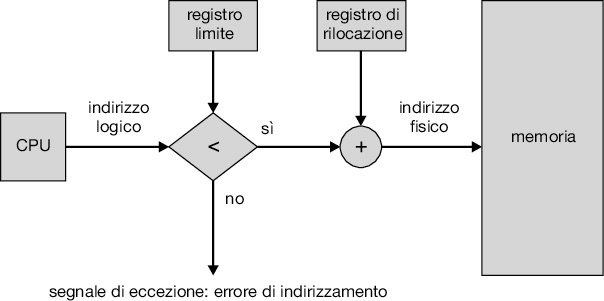 registro
limite
registro di
rilocazione
CPU
indirizzo
logico
<
sì
+
indirizzo
fisico
memoria
no
segnale di eccezione: errore di indirizzamento